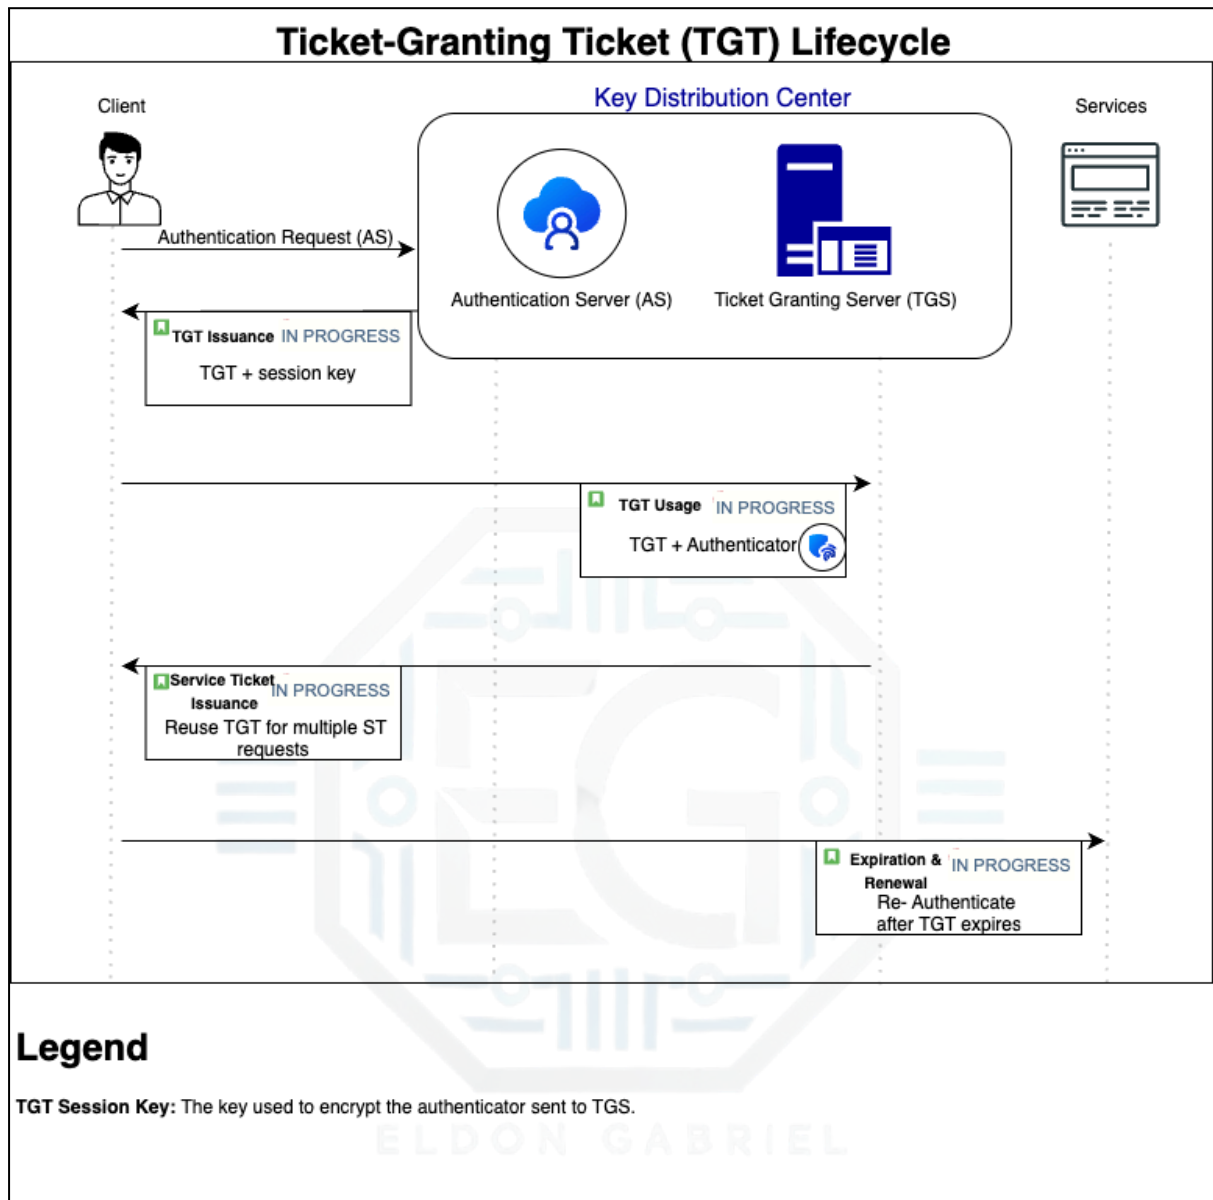 Ticket-Granting Ticket (TGT) Lifecycle
Client
Key Distribution Center
Services
Authentication Request (AS)
Authentication Server (AS)
Ticket Granting Server (TGS)
TGT Issuance IN PROGRESS
TGT + session key
TGT Usage IN PROGRESS
TGT + Authenticator
Service Ticket
Issuance
IN PROGRESS
Reuse TGT for multiple ST
requests
Expiration &
Renewal
IN PROGRESS
Re- Authenticate
after TGT expires
Legend
TGT Session Key: The key used to encrypt the authenticator sent to TGS.
EG
ELDON GABRIEL